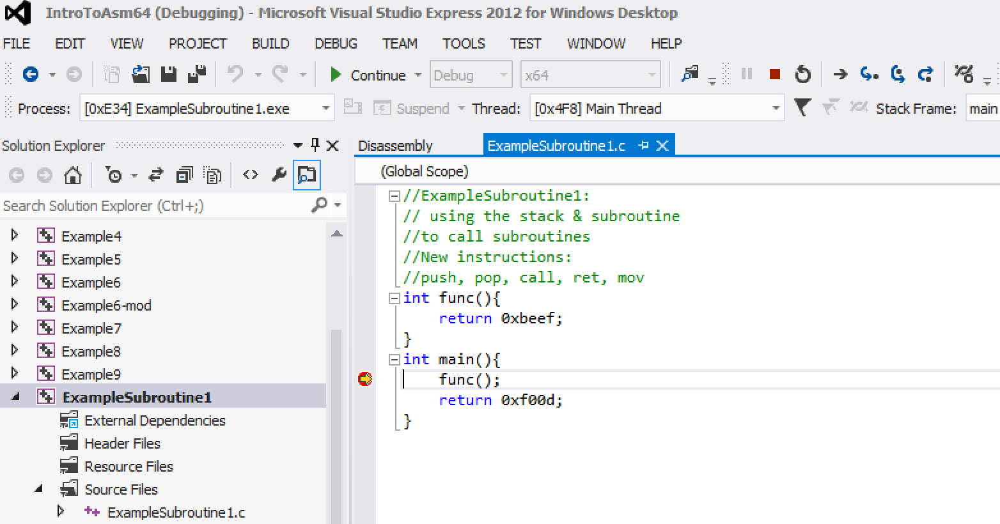 IntroToAsm64 (Debugging) - Microsoft Visual Studio Express 2012 for Windows Desktop
FILE EDIT VIEW PROJECT BUILD DEBUG TEAM TOOLS TEST WINDOW HELP
Continue Debug x64
Process: [0xE34] ExampleSubroutine1.exe Suspend Thread: [0x4F8] Main Thread Stack Frame: main
Solution Explorer
Search Solution Explorer (Ctrl+;)
Example4
Example5
Example6
Example6-mod
Example7
Example8
Example9
ExampleSubroutine1
External Dependencies
Header Files
Resource Files
Source Files
ExampleSubroutine1.c
Disassembly ExampleSubroutine1.c
(Global Scope)
//ExampleSubroutine1:
// using the stack & subroutine
//to call subroutines
//New instructions:
//push, pop, call, ret, mov
int func(){
return 0xbeef;
}
int main(){
func();
return 0xf00d;
}